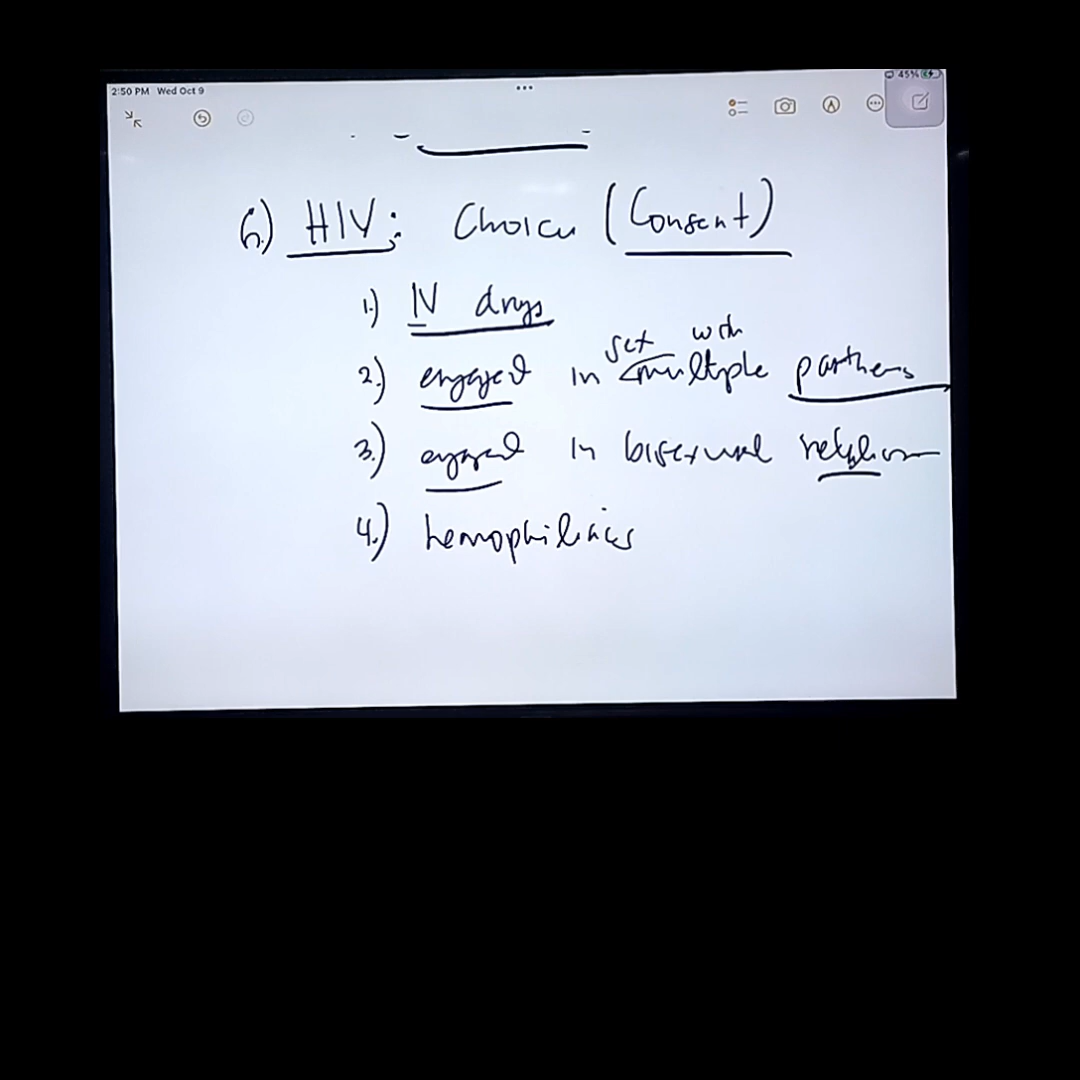 2:50 PM Wed Oct 9
45%
6.) HIV: Choice (Consent)
1.) IV drugs
2.) engaged in sex with multiple partners
3.) engaged in bisexual relation
4.) hemophiliacs